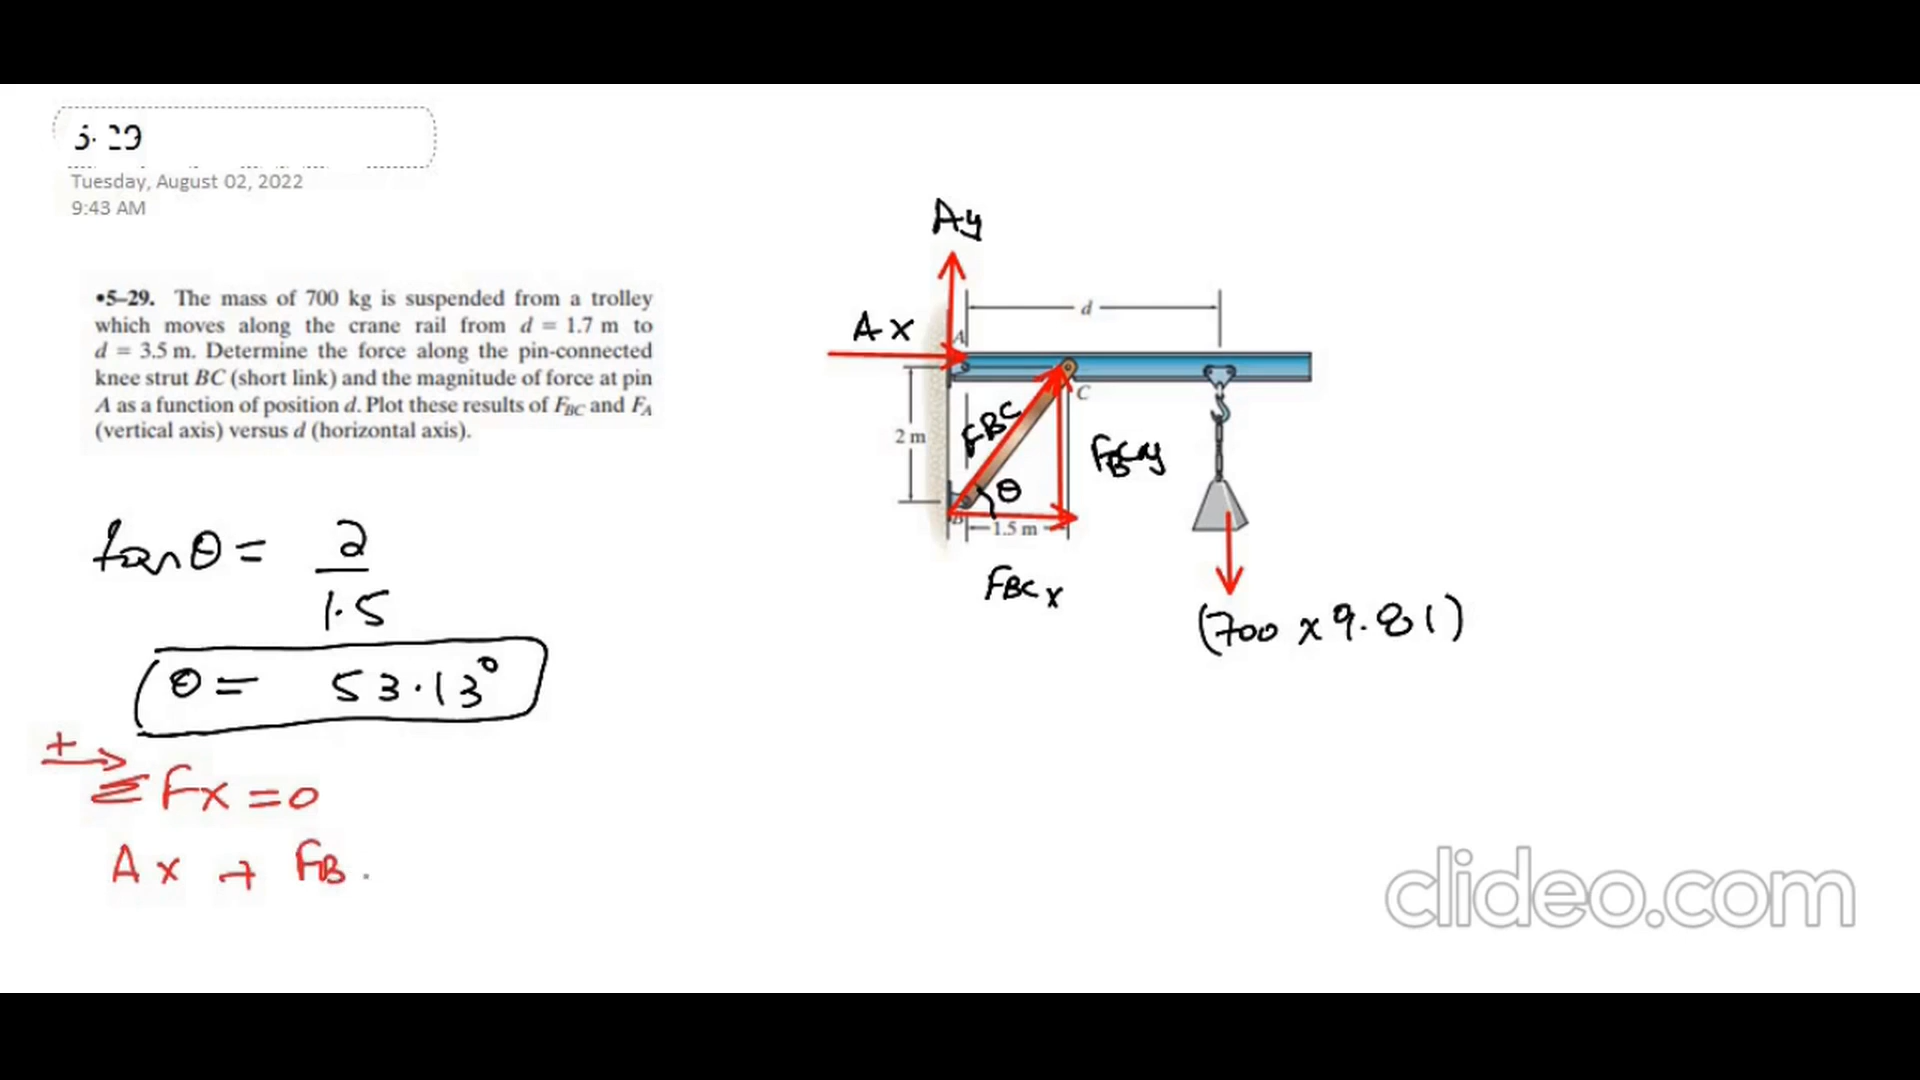 5.29
Tuesday, August 02, 2022
9:43 AM
•5–29. The mass of 700 kg is suspended from a trolley
which moves along the crane rail from d = 1.7 m to
d = 3.5 m. Determine the force along the pin-connected
knee strut BC (short link) and the magnitude of force at pin
A as a function of position d. Plot these results of FBC and FA
(vertical axis) versus d (horizontal axis).
tanθ = 2
1.5
θ = 53.13°
+
ΣFx = 0
Ax + FB
Ay
Ax
A
d
C
2 m
FBC
FBCy
θ
B
1.5 m
FBCx
(700 x 9.81)
clideo.com